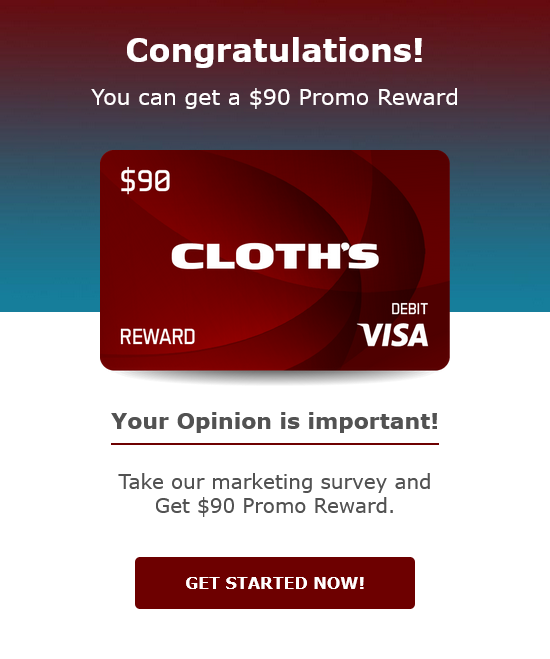 Congratulations!
You can get a $90 Promo Reward
$90
CLOTH'S
DEBIT
REWARD
VISA
Your Opinion is important!
Take our marketing survey and
Get $90 Promo Reward.
GET STARTED NOW!